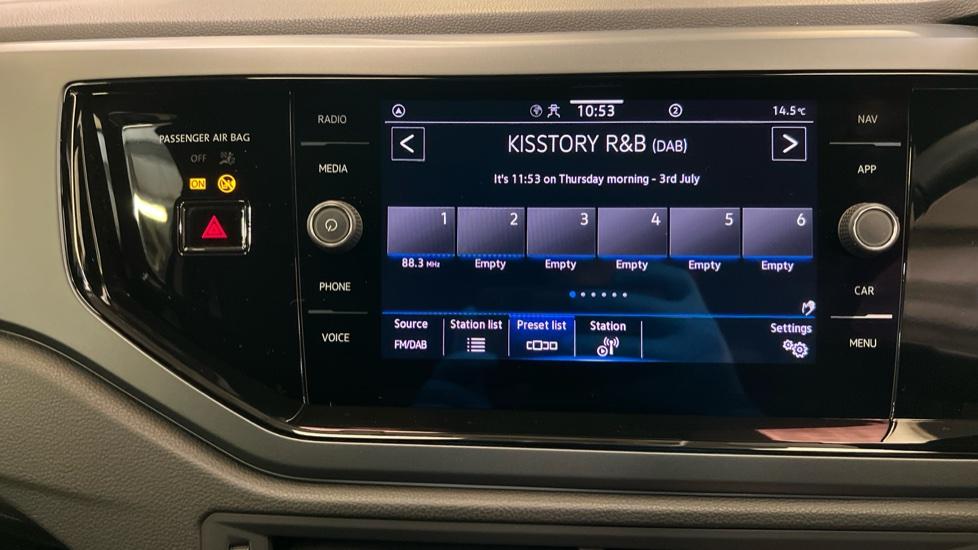 PASSENGER AIR BAG
OFF
ON
RADIO
MEDIA
PHONE
VOICE
10:53
2
14.5°C
< KISSTORY R&B (DAB) >
It's 11:53 on Thursday morning - 3rd July
1 2 3 4 5 6
88.3 MHz Empty Empty Empty Empty Empty
Source Station list Preset list Station Settings
FM/DAB
NAV
APP
CAR
MENU